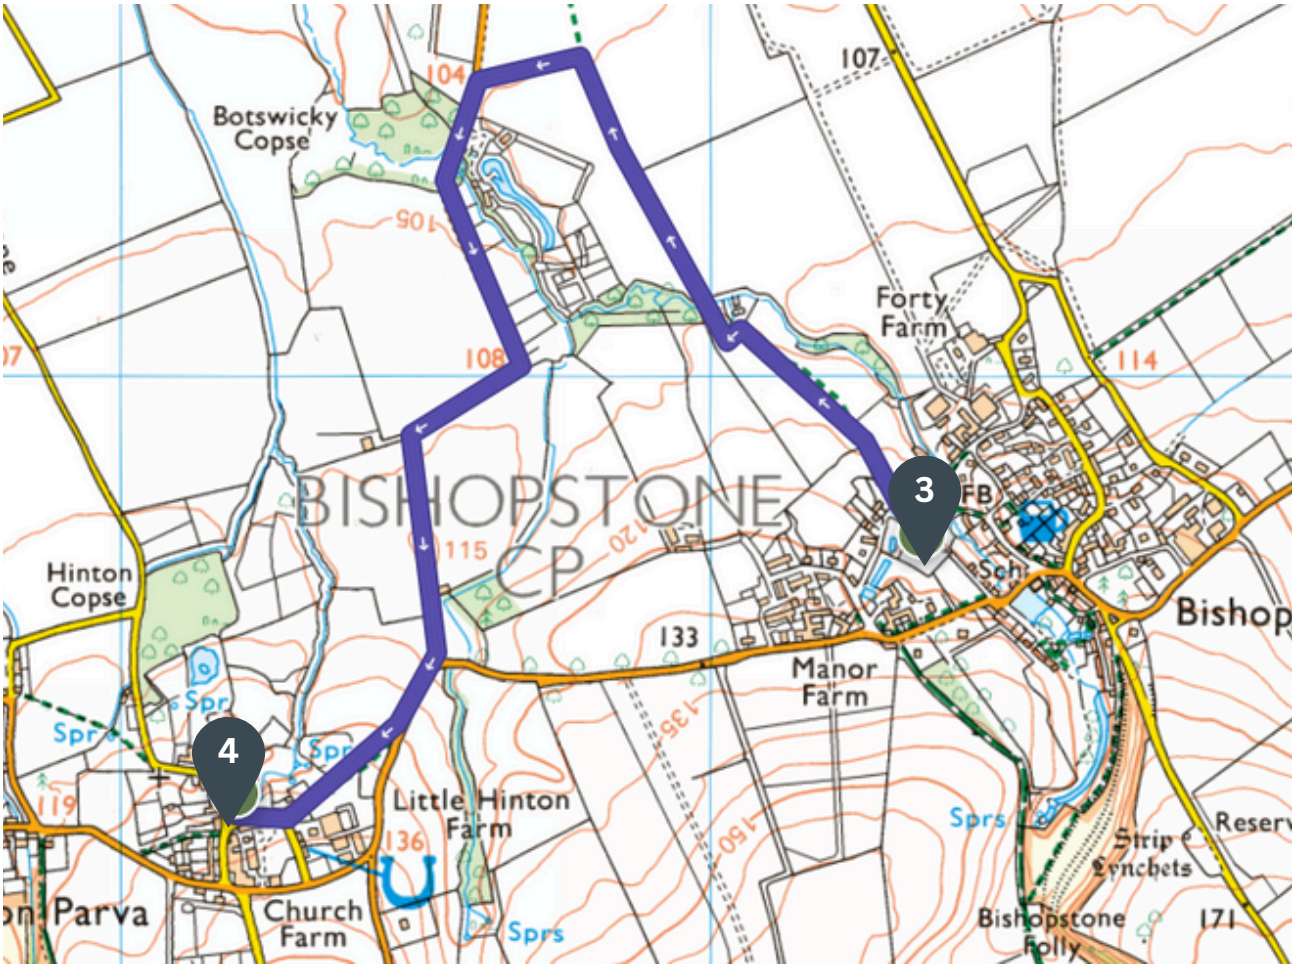 107
104
Botswicky
Copse
105
Forty
Farm
07
108
114
3
FB
BISHOPSTONE
CP
115
120
Hinton
Copse
Sch
Bishop
133
Manor
Farm
Spr
Spr
4
Spr
135
119
Little Hinton
Farm
136
150
Sprs
Strip
Lynchets
Reserv
on Parva
Church
Farm
Sprs
Bishopstone
Folly
171